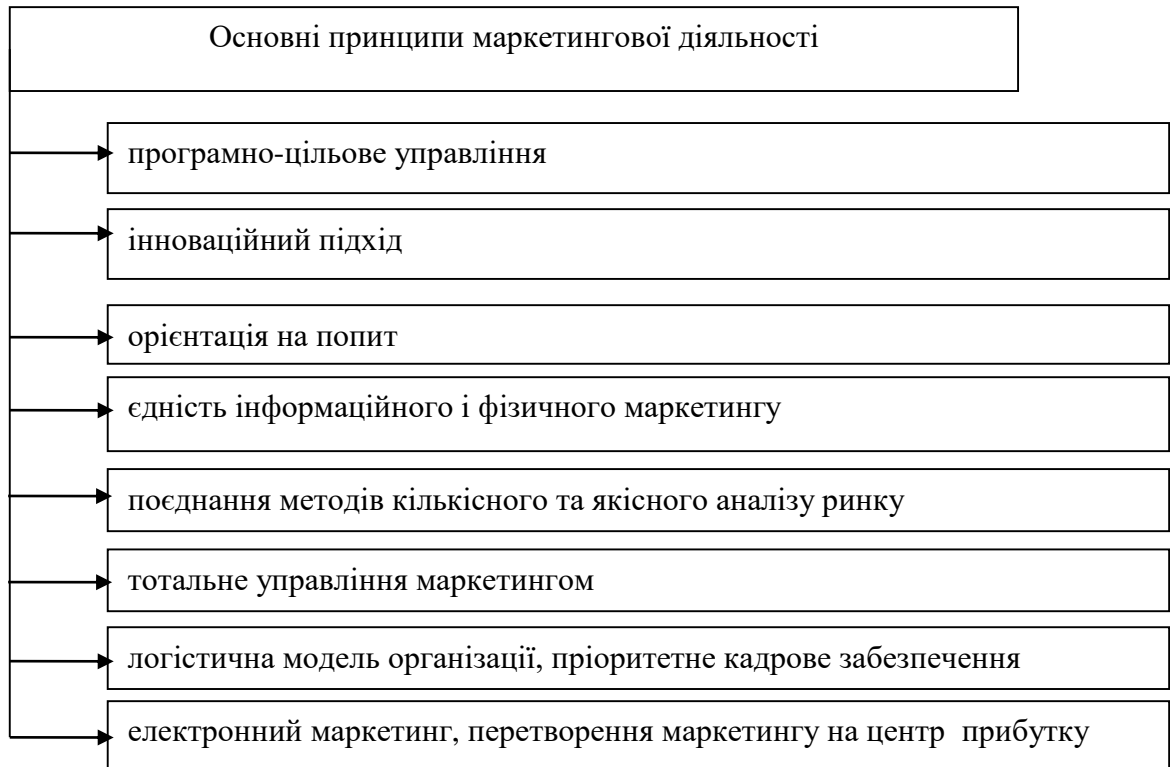 Основні принципи маркетингової діяльності
програмно-цільове управління
інноваційний підхід
орієнтація на попит
єдність інформаційного і фізичного маркетингу
поєднання методів кількісного та якісного аналізу ринку
тотальне управління маркетингом
логістична модель організації, пріоритетне кадрове забезпечення
електронний маркетинг, перетворення маркетингу на центр прибутку